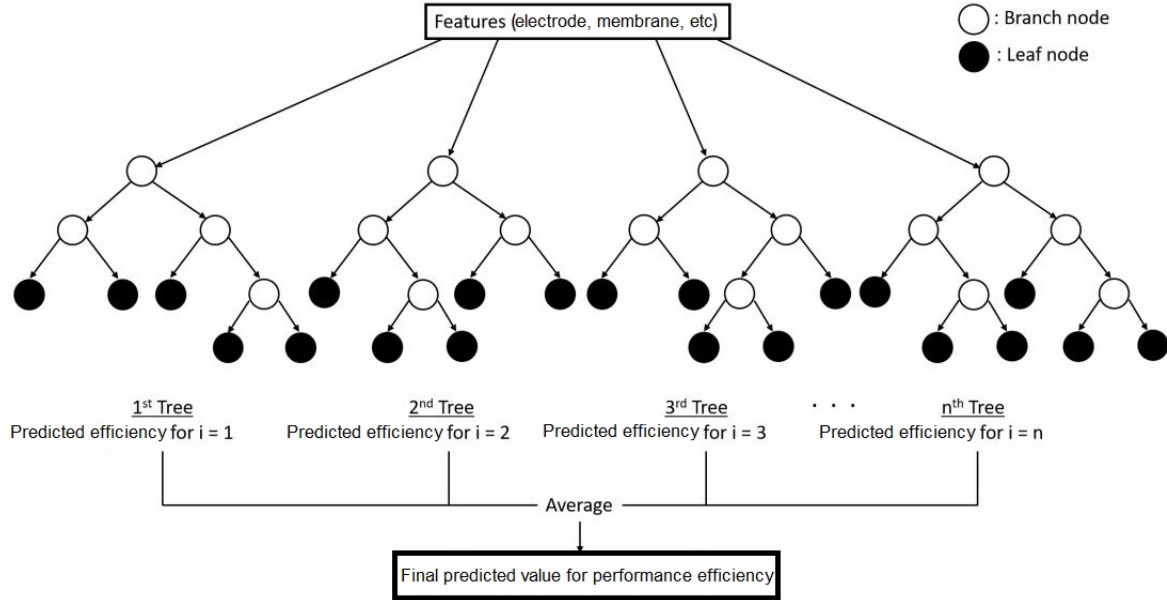 Features (electrode, membrane, etc)
: Branch node
: Leaf node
1st Tree
Predicted efficiency for i = 1
2nd Tree
Predicted efficiency for i = 2
3rd Tree
Predicted efficiency for i = 3
. . .
nth Tree
Predicted efficiency for i = n
Average
Final predicted value for performance efficiency